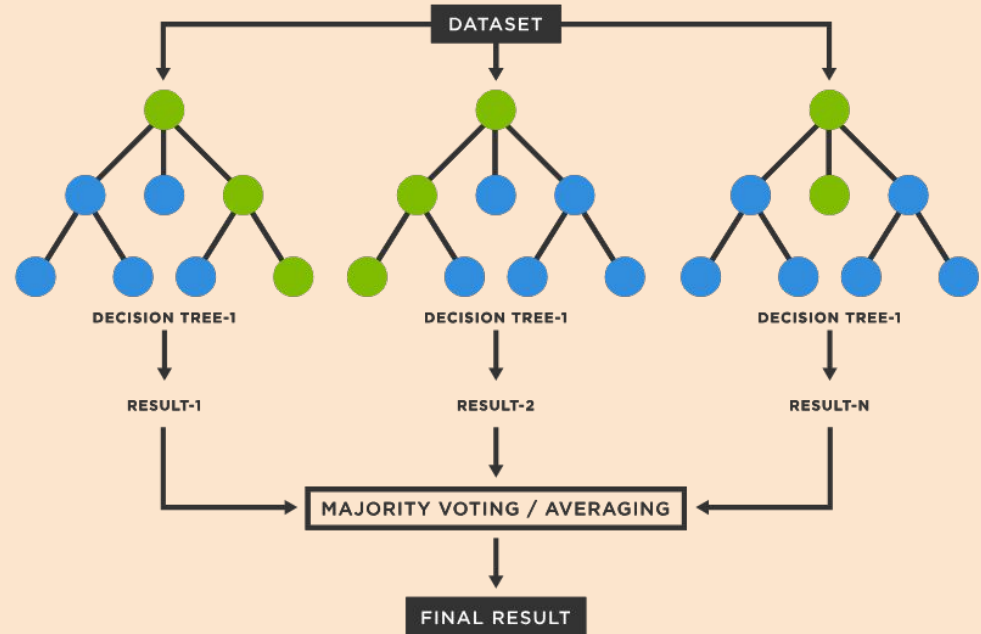 DATASET
DECISION TREE-1
DECISION TREE-1
DECISION TREE-1
RESULT-1
RESULT-2
RESULT-N
MAJORITY VOTING / AVERAGING
FINAL RESULT